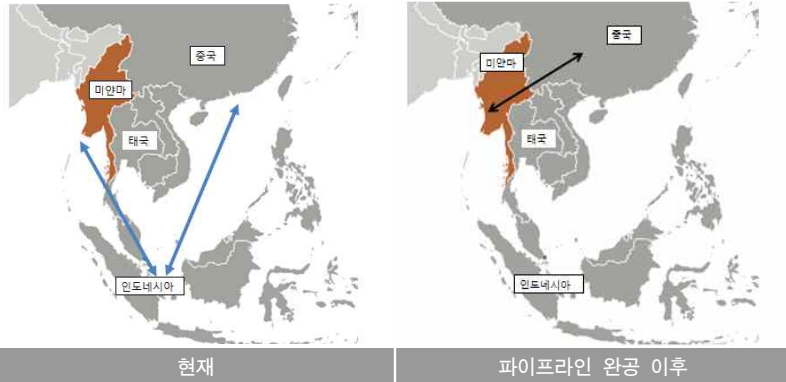 중국
미얀마
태국
인도네시아
현재
중국
미얀마
태국
인도네시아
파이프라인 완공 이후